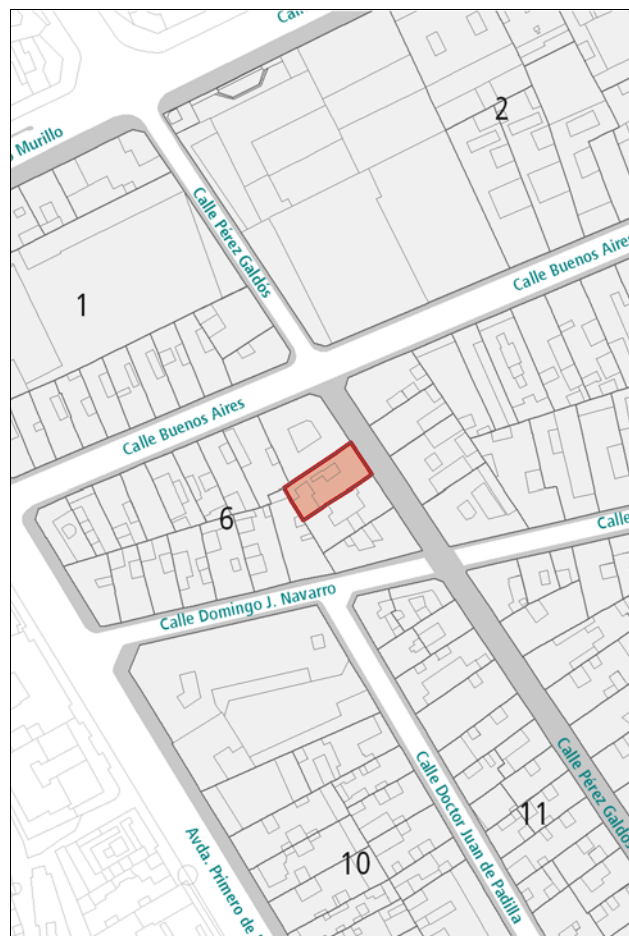 Murillo
2
Calle Pérez Galdós
Calle Buenos Aires
1
Calle Buenos Aires
6
Calle Domingo J. Navarro
Calle
Calle Pérez Galdós
Calle Doctor Juan de Padilla
11
10
Avda. Primero de